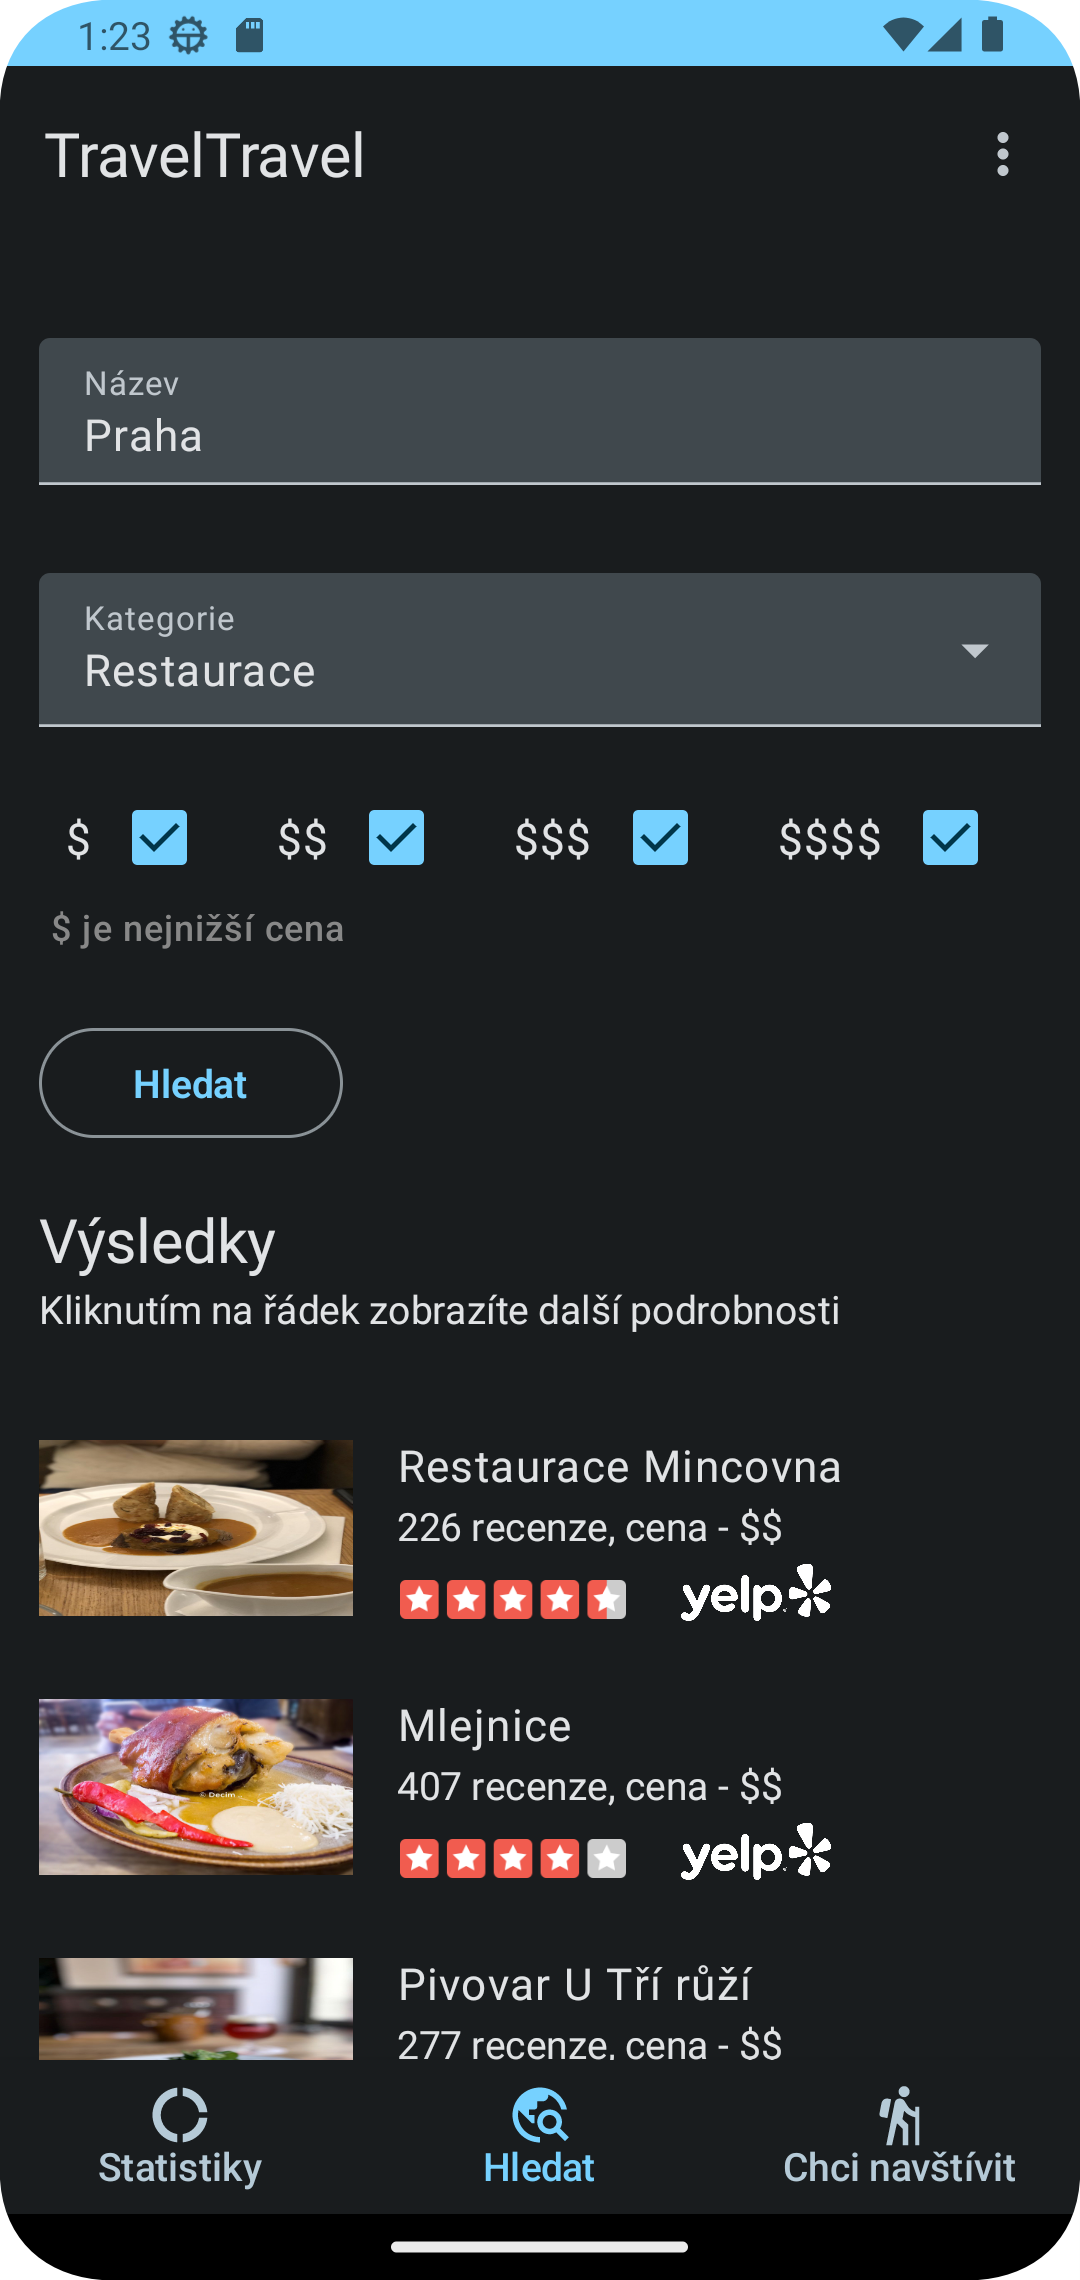 1:23
TravelTravel
Název
Praha
Kategorie
Restaurace
$ $$ $$$ $$$$
$ je nejnižší cena
Hledat
Výsledky
Kliknutím na řádek zobrazíte další podrobnosti
Restaurace Mincovna
226 recenze, cena - $$
yelp
Mlejnice
407 recenze, cena - $$
yelp
© Decim
Pivovar U Tří růží
277 recenze, cena - $$
Statistiky Hledat Chci navštívit